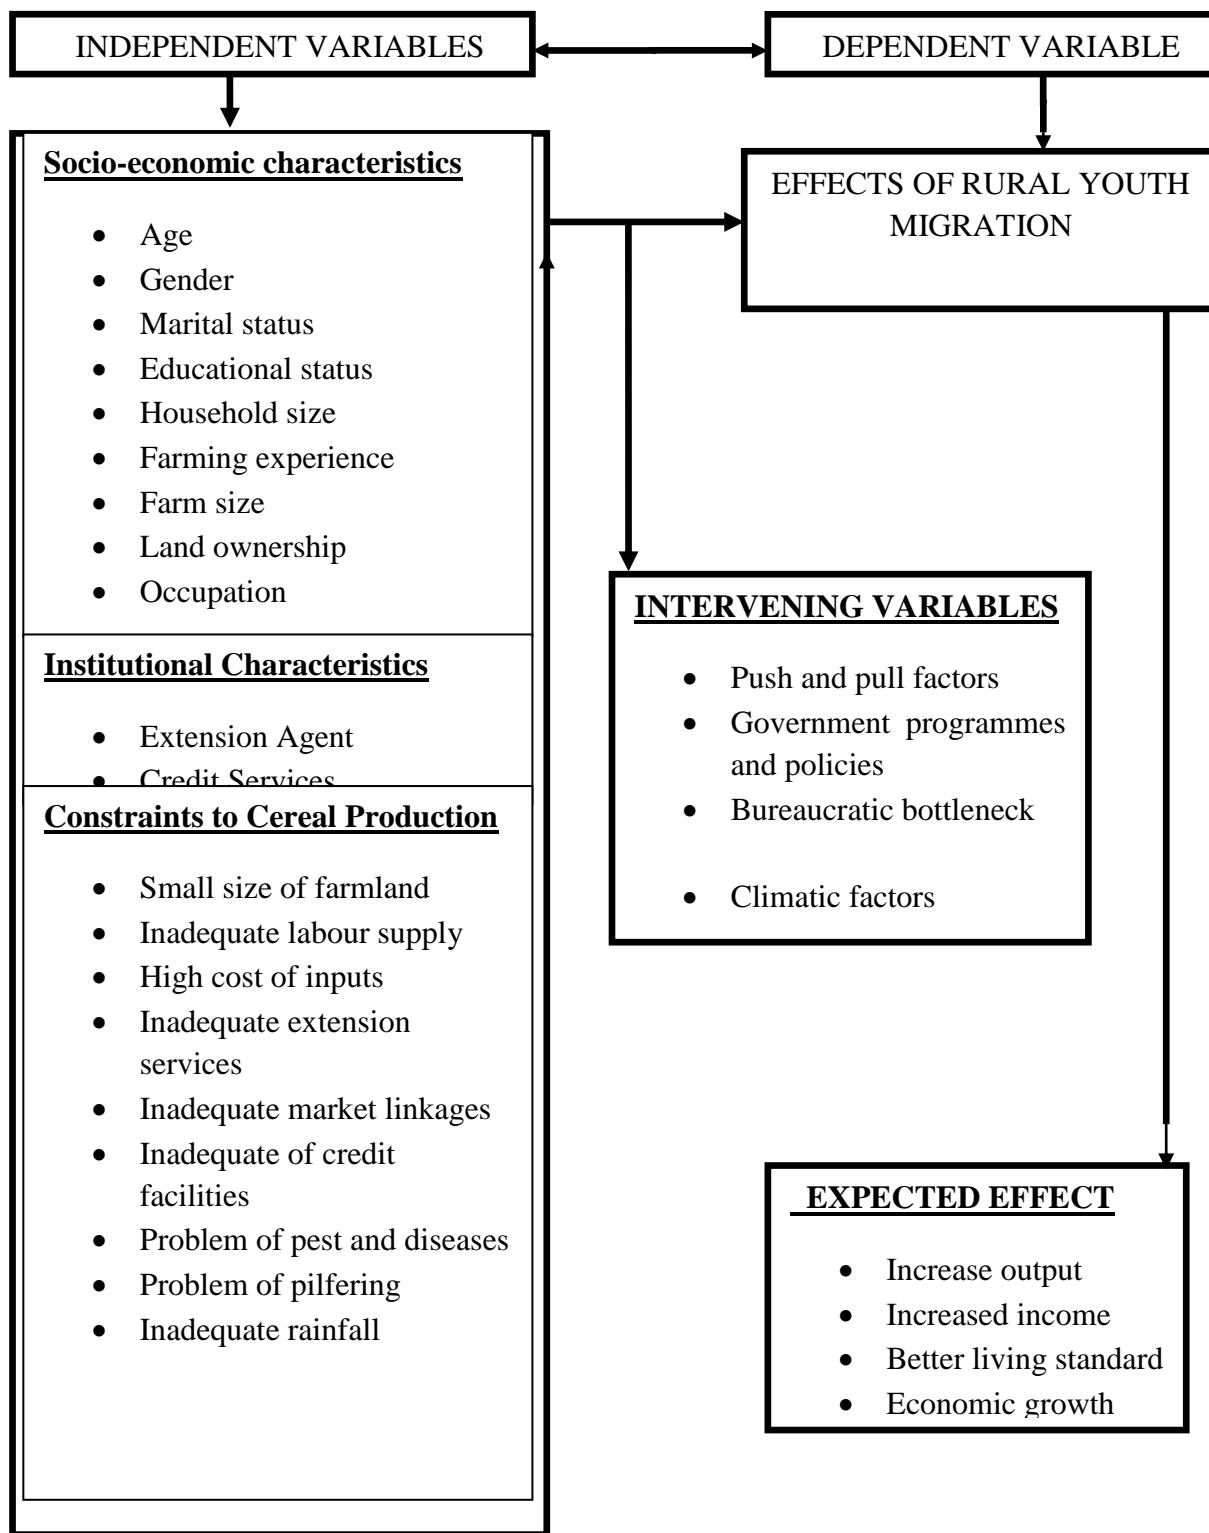 INDEPENDENT VARIABLES
DEPENDENT VARIABLE
Socio-economic characteristics
• Age
• Gender
• Marital status
• Educational status
• Household size
• Farming experience
• Farm size
• Land ownership
• Occupation
Institutional Characteristics
• Extension Agent
• Credit Services
Constraints to Cereal Production
• Small size of farmland
• Inadequate labour supply
• High cost of inputs
• Inadequate extension
services
• Inadequate market linkages
• Inadequate of credit
facilities
• Problem of pest and diseases
• Problem of pilfering
• Inadequate rainfall
EFFECTS OF RURAL YOUTH
MIGRATION
INTERVENING VARIABLES
• Push and pull factors
• Government programmes
and policies
• Bureaucratic bottleneck
• Climatic factors
EXPECTED EFFECT
• Increase output
• Increased income
• Better living standard
• Economic growth